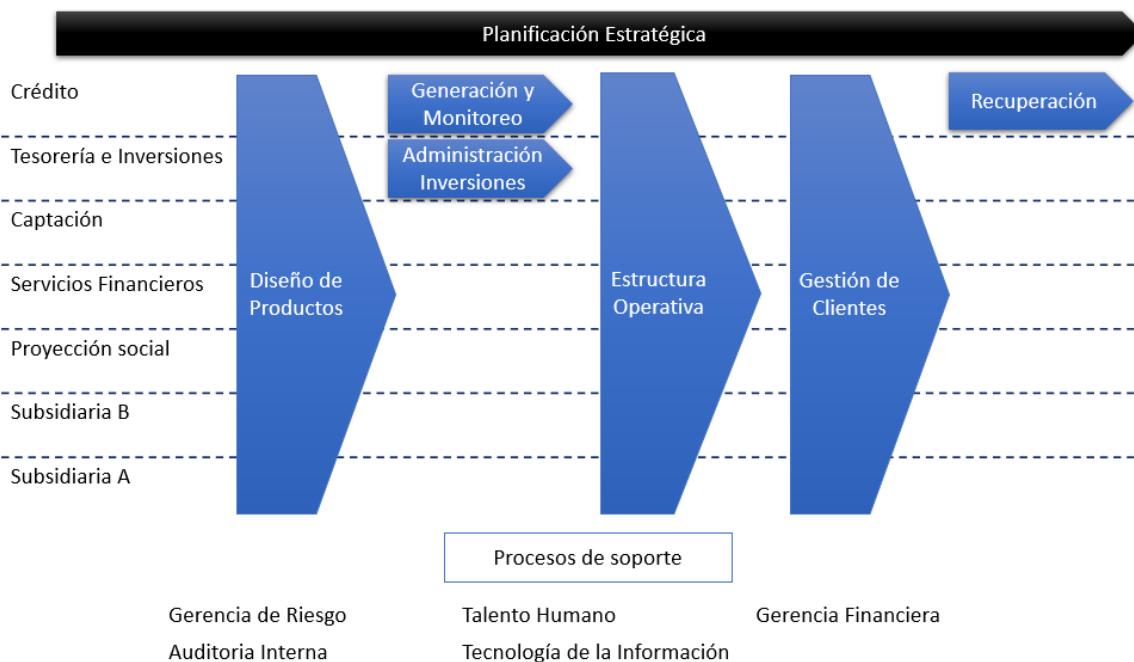 Planificación Estratégica
Crédito
Generación y
Monitoreo
Recuperación
Tesorería e Inversiones
Administración
Inversiones
Captación
Servicios Financieros
Diseño de
Productos
Estructura
Operativa
Gestión de
Clientes
Proyección social
Subsidiaria B
Subsidiaria A
Procesos de soporte
Gerencia de Riesgo
Talento Humano
Gerencia Financiera
Auditoria Interna
Tecnología de la Información